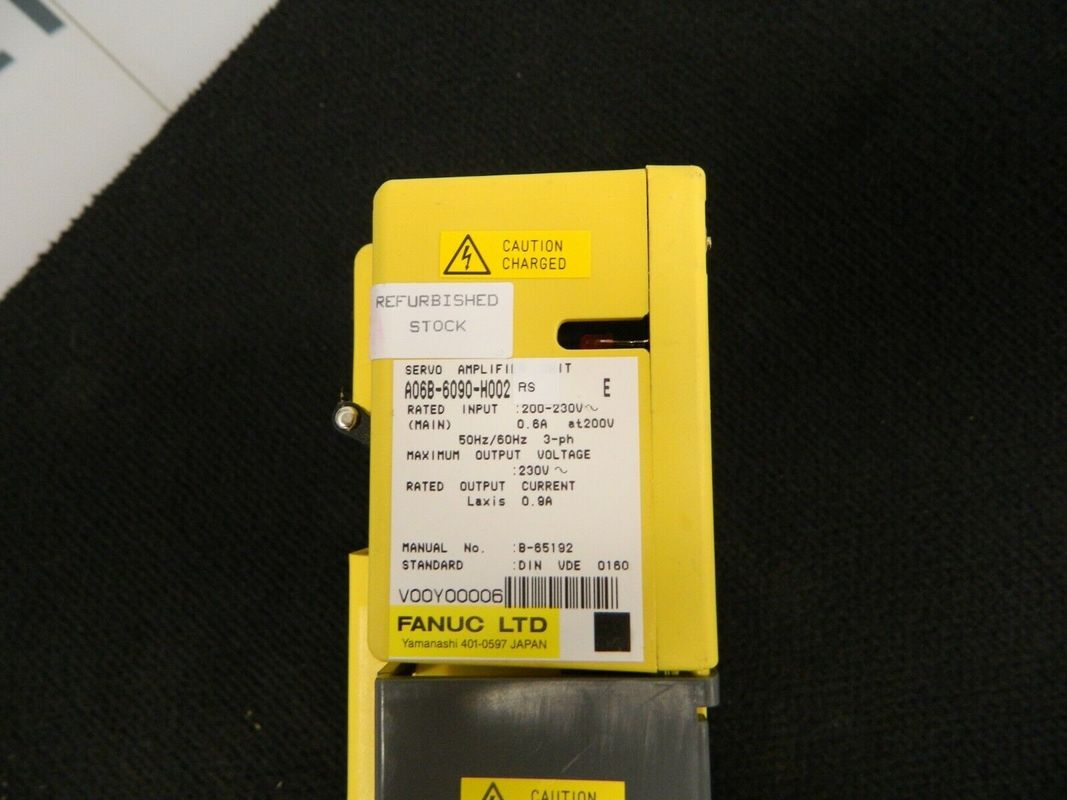 CAUTION
CHARGED
REFURBISHED
STOCK
SERVO AMPLIFI IT
A06B-6090-H002 RS E
RATED INPUT :200-230V~
(MAIN) 0.6A at200V
50Hz/60Hz 3-ph
MAXIMUM OUTPUT VOLTAGE
:230V ~
RATED OUTPUT CURRENT
Laxis 0.9A
MANUAL No. :B-65192
STANDARD :DIN VDE 0160
V00Y00006
FANUC LTD
Yamanashi 401-0597 JAPAN
CAUTION